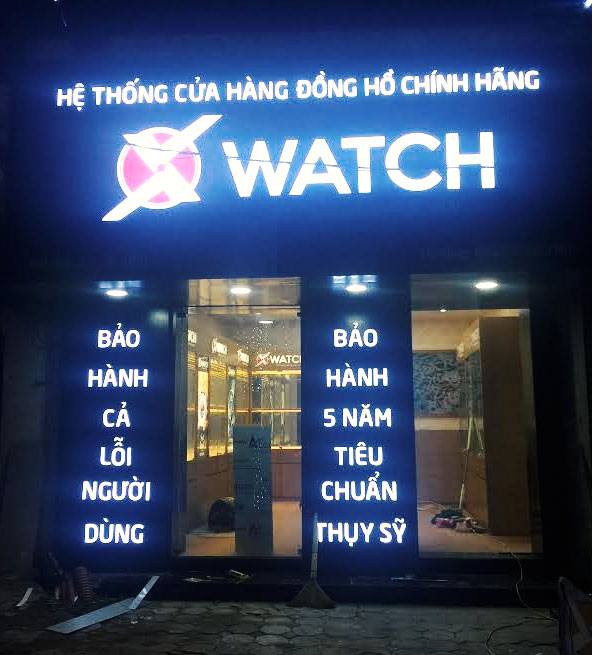 HỆ THỐNG CỬA HÀNG ĐỒNG HỒ CHÍNH HÃNG
WATCH
BẢO
HÀNH
CẢ
LỖI
NGƯỜI
DÙNG
WATCH
BẢO
HÀNH
5 NĂM
TIÊU
CHUẨN
THỤY SỸ